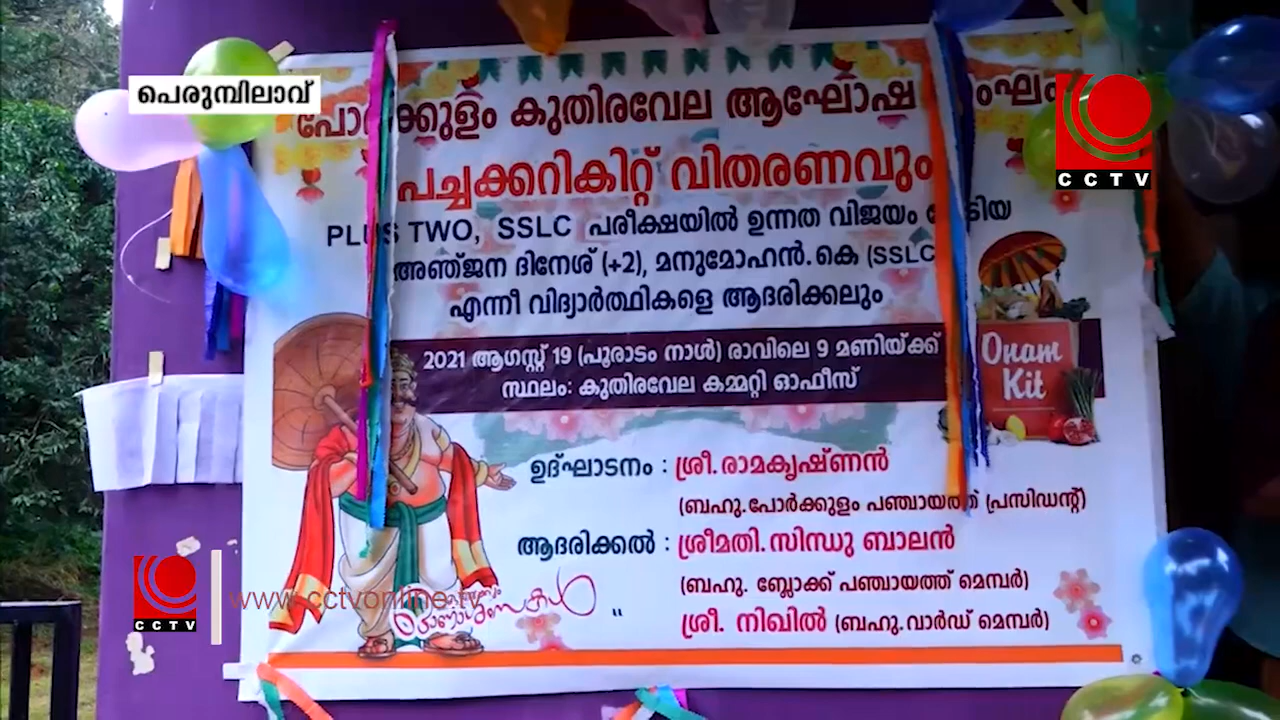 പെരുമ്പിലാവ്
കുതിരവേല ആഘോഷ
CCTV
പച്ചക്കറികിറ്റ് വിതരണവും
PLUS TWO, SSLC പരീക്ഷയിൽ ഉന്നത വിജയം
അഞ്ജന ദിനേശ് (+2), മനുമോഹൻ.കെ (SSLC
എന്നീ വിദ്യാർത്ഥികളെ ആദരിക്കലും
2021 ആഗസ്റ്റ് 19 (പൂരാടം നാൾ) രാവിലെ 9 മണിയ്ക്ക്
സ്ഥലം: കുതിരവേല കമ്മറ്റി ഓഫീസ്
Onam
Kit
ഉദ്ഘാടനം : ശ്രീ. രാമകൃഷ്ണൻ
(ബഹു.പോർക്കുളം പഞ്ചായത്ത് പ്രസിഡന്റ്)
ആദരിക്കൽ : ശ്രീമതി. സിന്ധു ബാലൻ
(ബഹു. ബ്ലോക്ക് പഞ്ചായത്ത് മെമ്പർ)
" ശ്രീ. നിഖിൽ (ബഹു.വാർഡ് മെമ്പർ)
CCTV
www.cctvonline.tv